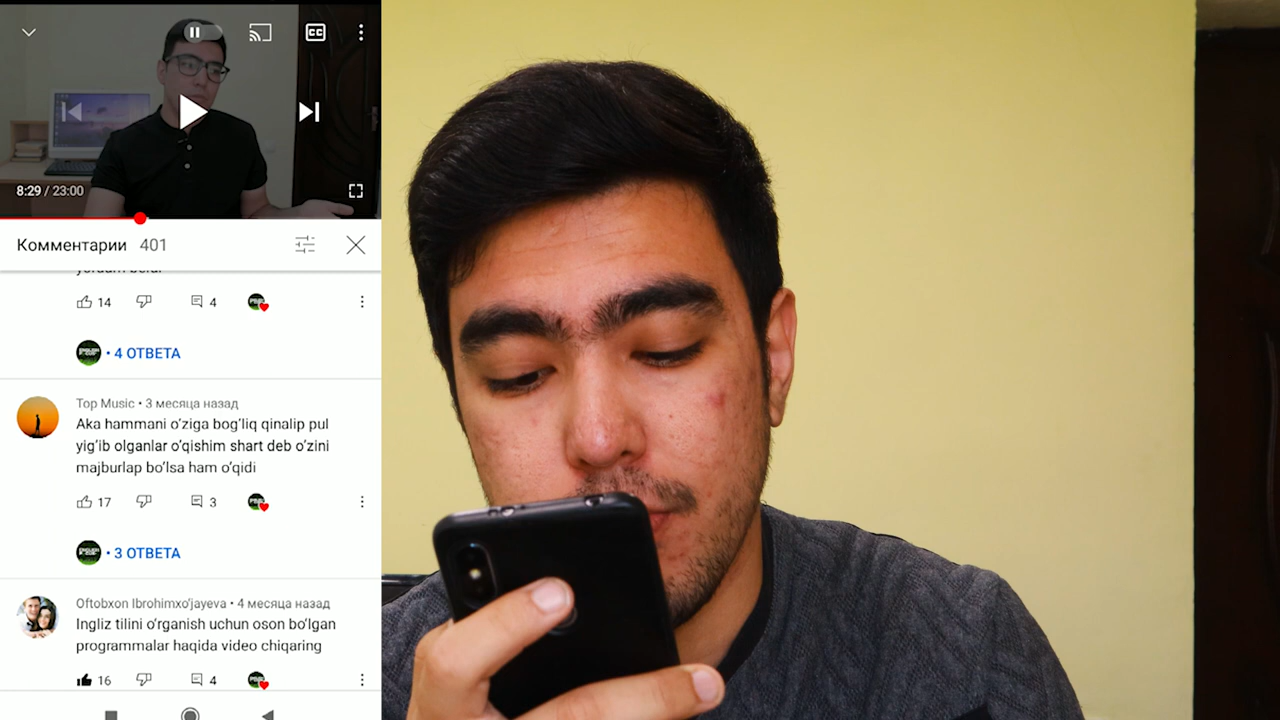 8:29 / 23:00
Комментарии 401
14
4
• 4 ОТВЕТА
Top Music • 3 месяца назад
Aka hammani o‘ziga bog‘liq qinalip pul
yig‘ib olganlar o‘qishim shart deb o‘zini
majburlap bo‘lsa ham o‘qidi
17
3
• 3 ОТВЕТА
Oftobxon Ibrohimxo‘jayeva • 4 месяца назад
Ingliz tilini o‘rganish uchun oson bo‘lgan
programmalar haqida video chiqaring
16
4